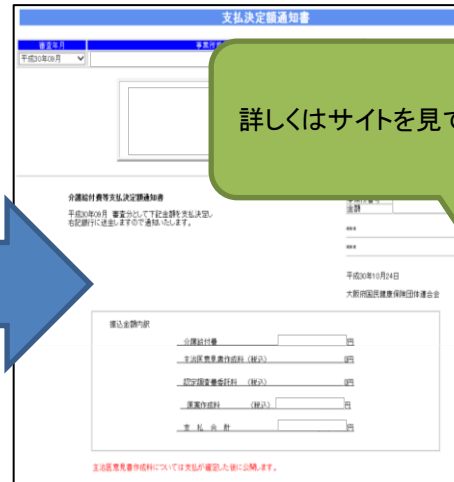 支払決定額通知書
審査年月
平成30年09月
詳しくはサイトを見て
介護給付費等支払決定額通知書
平成30年09月 審査分として下記金額を支払決定し
右記銀行に送金しますので通知いたします。
金額
***
***
平成30年10月24日
大阪府国民健康保険団体連合会
振込金額内訳
介護給付費 円
主治医意見書作成料(税込) 0円
認定調査書委託料 (税込) 0円
原案作成料 (税込) 円
支 払 合 計 円
主治医意見書作成料については支払が確定した後に公開します。